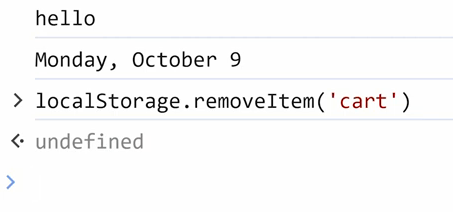 hello
Monday, October 9
localStorage.removeItem('cart')
undefined